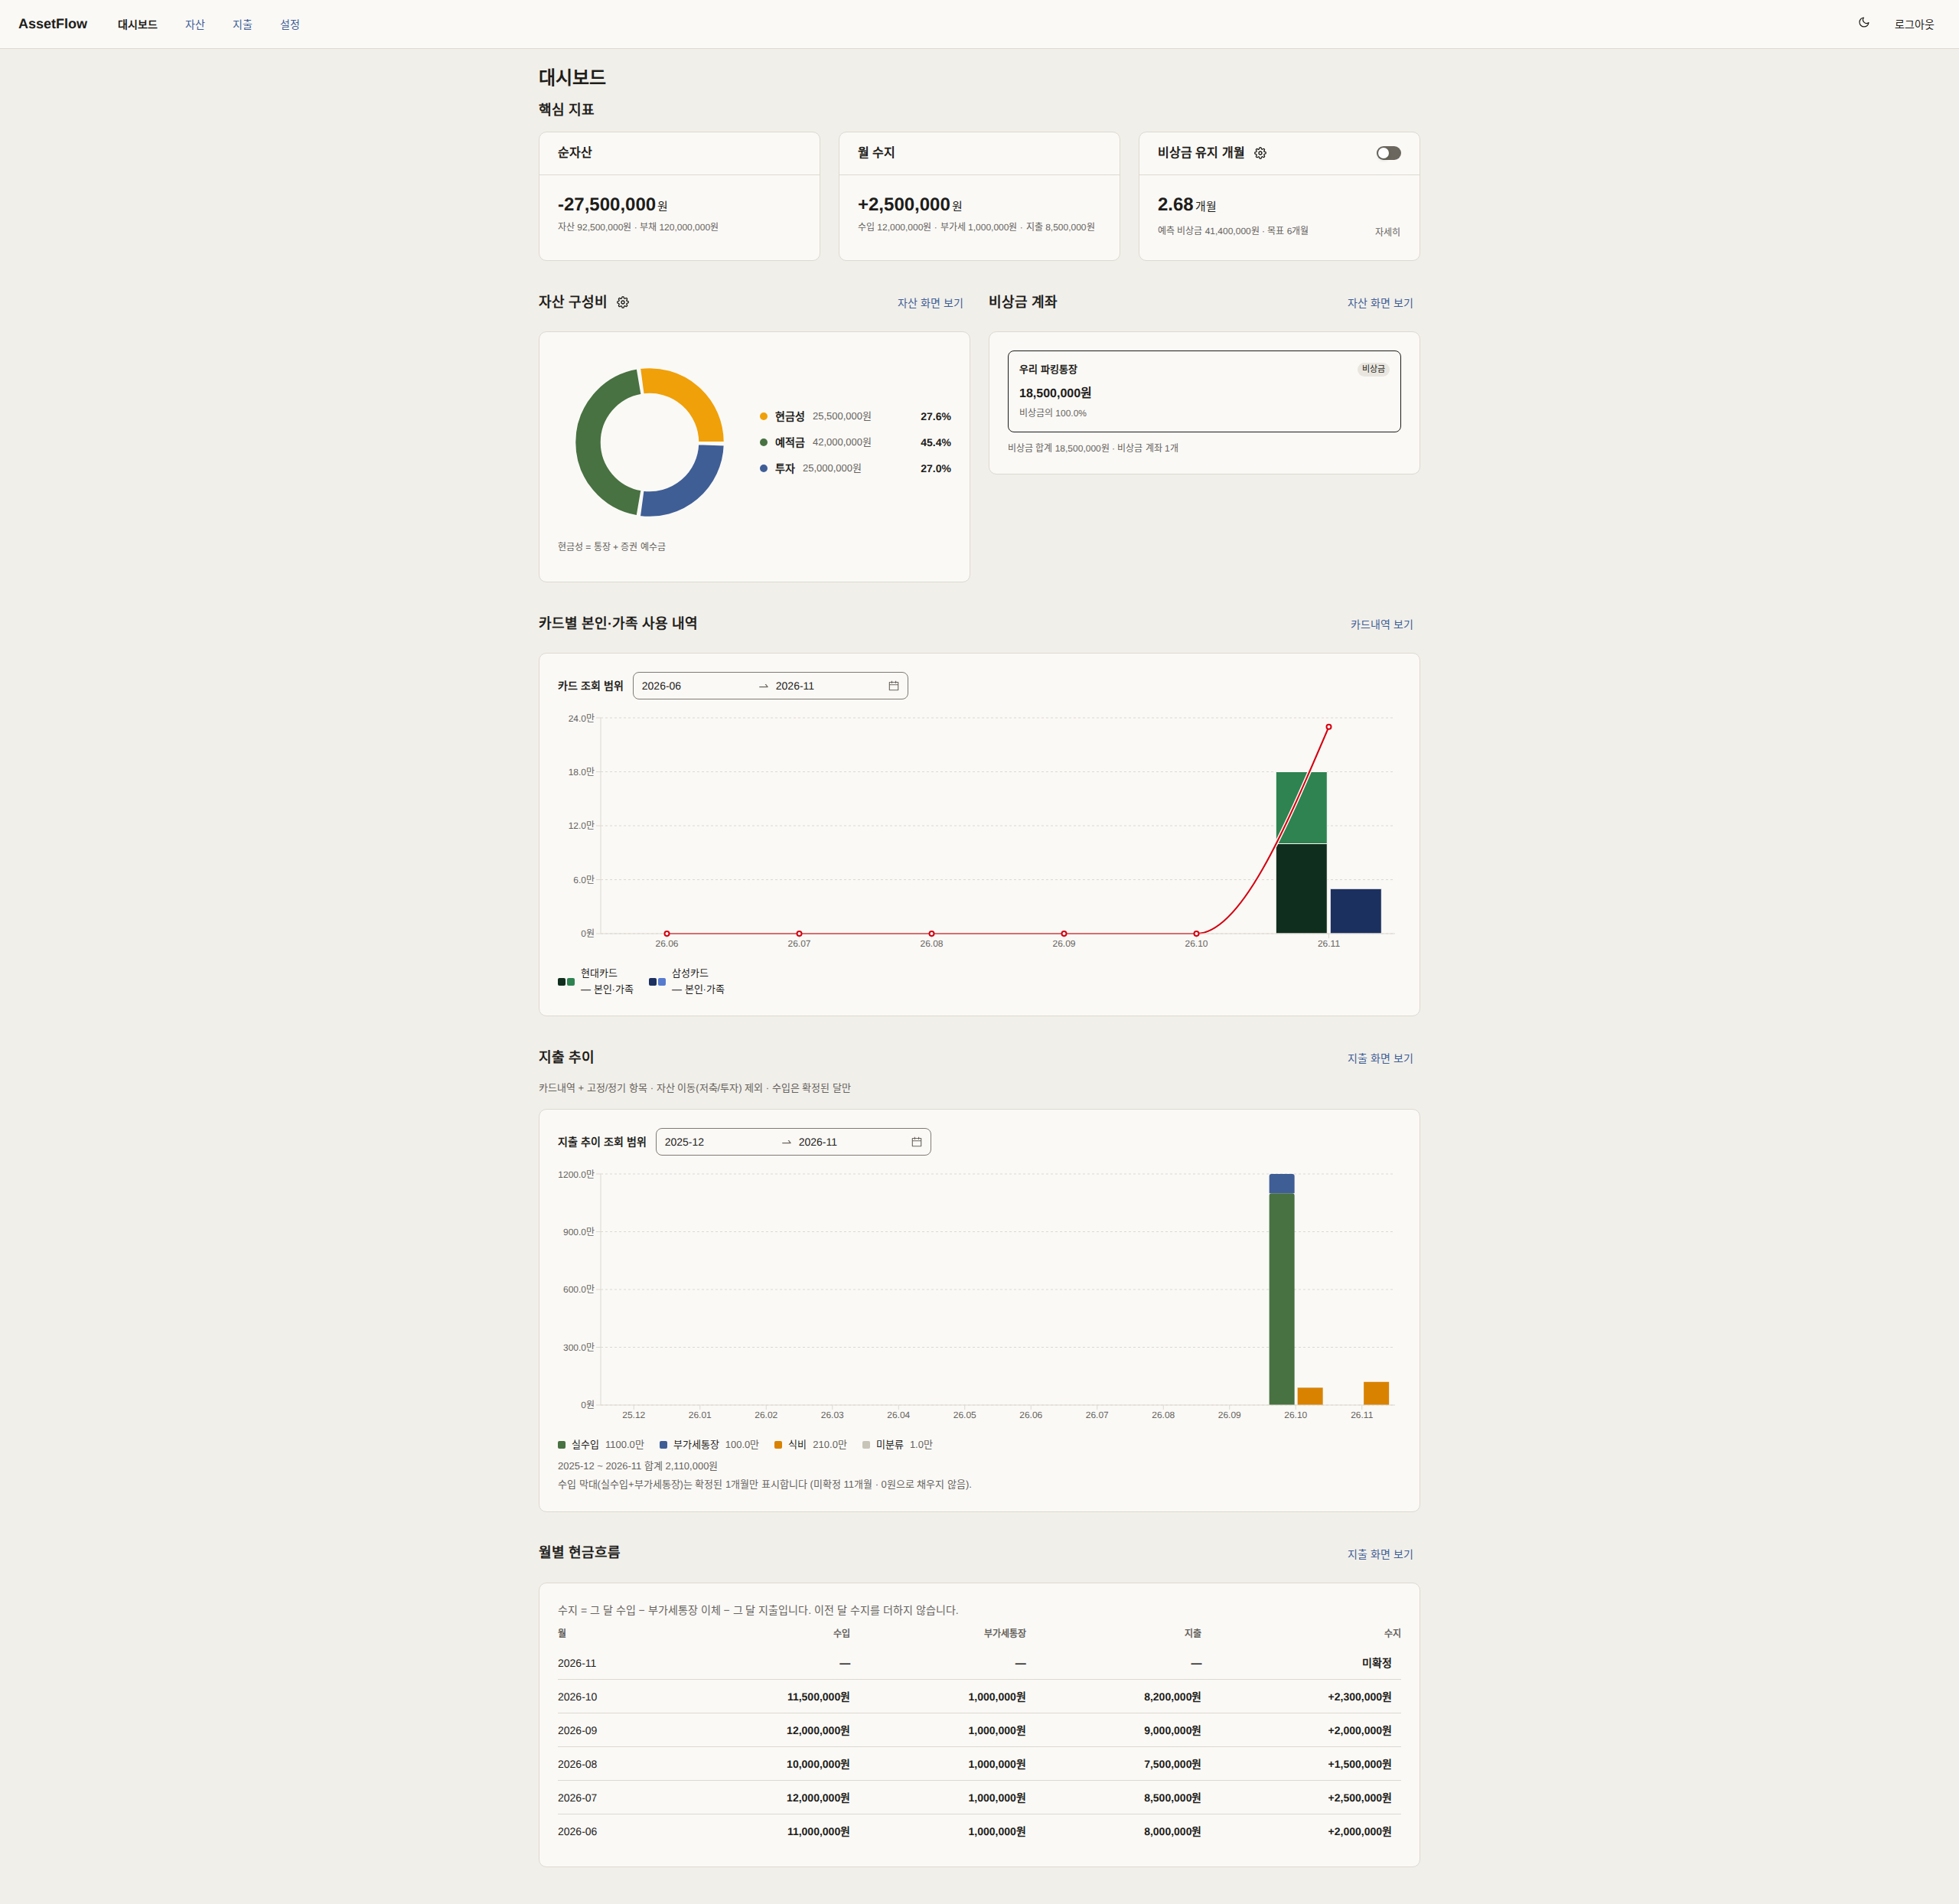 AssetFlow 대시보드 자산 지출 설정 로그아웃
대시보드
핵심 지표
순자산
-27,500,000원
자산 92,500,000원 · 부채 120,000,000원
월 수지
+2,500,000원
수입 12,000,000원 · 부가세 1,000,000원 · 지출 8,500,000원
비상금 유지 개월
2.68개월
예측 비상금 41,400,000원 · 목표 6개월 자세히
자산 구성비 자산 화면 보기
현금성 25,500,000원 27.6%
예적금 42,000,000원 45.4%
투자 25,000,000원 27.0%
현금성 = 통장 + 증권 예수금
비상금 계좌 자산 화면 보기
우리 파킹통장 비상금
18,500,000원
비상금의 100.0%
비상금 합계 18,500,000원 · 비상금 계좌 1개
카드별 본인·가족 사용 내역 카드내역 보기
카드 조회 범위 2026-06 2026-11
24.0만
18.0만
12.0만
6.0만
0원
26.06 26.07 26.08 26.09 26.10 26.11
현대카드
— 본인·가족
삼성카드
— 본인·가족
지출 추이 지출 화면 보기
카드내역 + 고정/정기 항목 · 자산 이동(저축/투자) 제외 · 수입은 확정된 달만
지출 추이 조회 범위 2025-12 2026-11
1200.0만
900.0만
600.0만
300.0만
0원
25.12 26.01 26.02 26.03 26.04 26.05 26.06 26.07 26.08 26.09 26.10 26.11
실수입 1100.0만 부가세통장 100.0만 식비 210.0만 미분류 1.0만
2025-12 ~ 2026-11 합계 2,110,000원
수입 막대(실수입+부가세통장)는 확정된 1개월만 표시합니다 (미확정 11개월 · 0원으로 채우지 않음).
월별 현금흐름 지출 화면 보기
수지 = 그 달 수입 − 부가세통장 이체 − 그 달 지출입니다. 이전 달 수지를 더하지 않습니다.
월 수입 부가세통장 지출 수지
2026-11 — — — 미확정
2026-10 11,500,000원 1,000,000원 8,200,000원 +2,300,000원
2026-09 12,000,000원 1,000,000원 9,000,000원 +2,000,000원
2026-08 10,000,000원 1,000,000원 7,500,000원 +1,500,000원
2026-07 12,000,000원 1,000,000원 8,500,000원 +2,500,000원
2026-06 11,000,000원 1,000,000원 8,000,000원 +2,000,000원